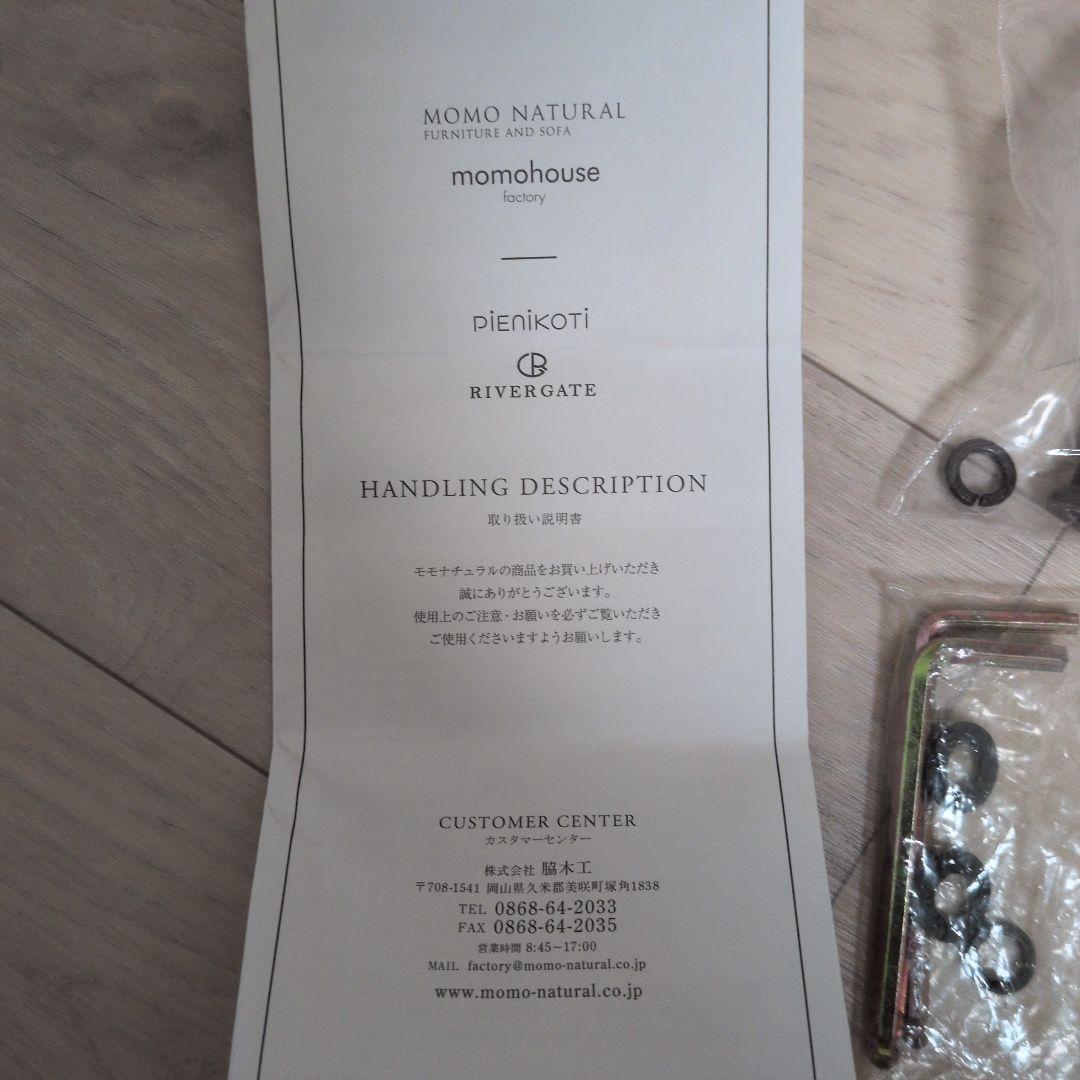 MOMO NATURAL
FURNITURE AND SOFA
momohouse
factory
PIENIKOTI
RIVERGATE
HANDLING DESCRIPTION
取り扱い説明書
モモナチュラルの商品をお買い上げいただき
誠にありがとうございます。
使用上のご注意・お願いを必ずご覧いただき
ご使用くださいますようお願いします。
CUSTOMER CENTER
カスタマーセンター
株式会社 脇木工
〒708-1541 岡山県久米郡美咲町塚角1838
TEL 0868-64-2033
FAX 0868-64-2035
営業時間 8:45~17:00
MAIL factory@momo-natural.co.jp
www.momo-natural.co.jp